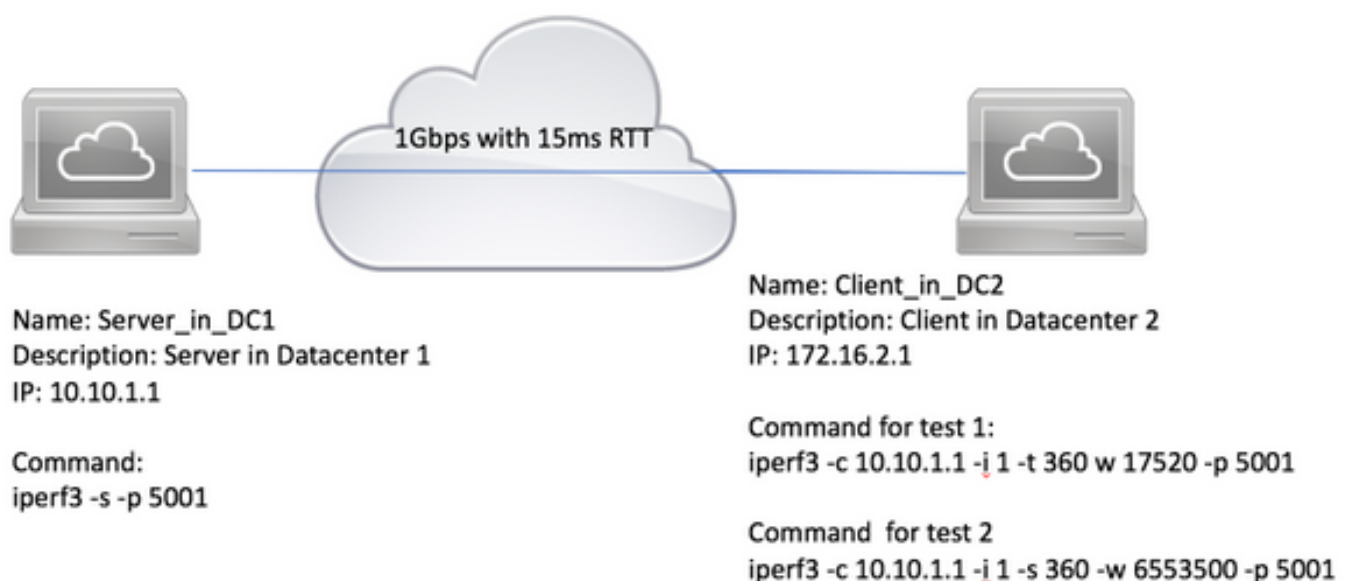 1Gbps with 15ms RTT
Name: Server_in_DC1
Description: Server in Datacenter 1
IP: 10.10.1.1
Command:
iperf3 -s -p 5001
Name: Client_in_DC2
Description: Client in Datacenter 2
IP: 172.16.2.1
Command for test 1:
iperf3 -c 10.10.1.1 -i 1 -t 360 w 17520 -p 5001
Command for test 2
iperf3 -c 10.10.1.1 -i 1 -s 360 -w 6553500 -p 5001